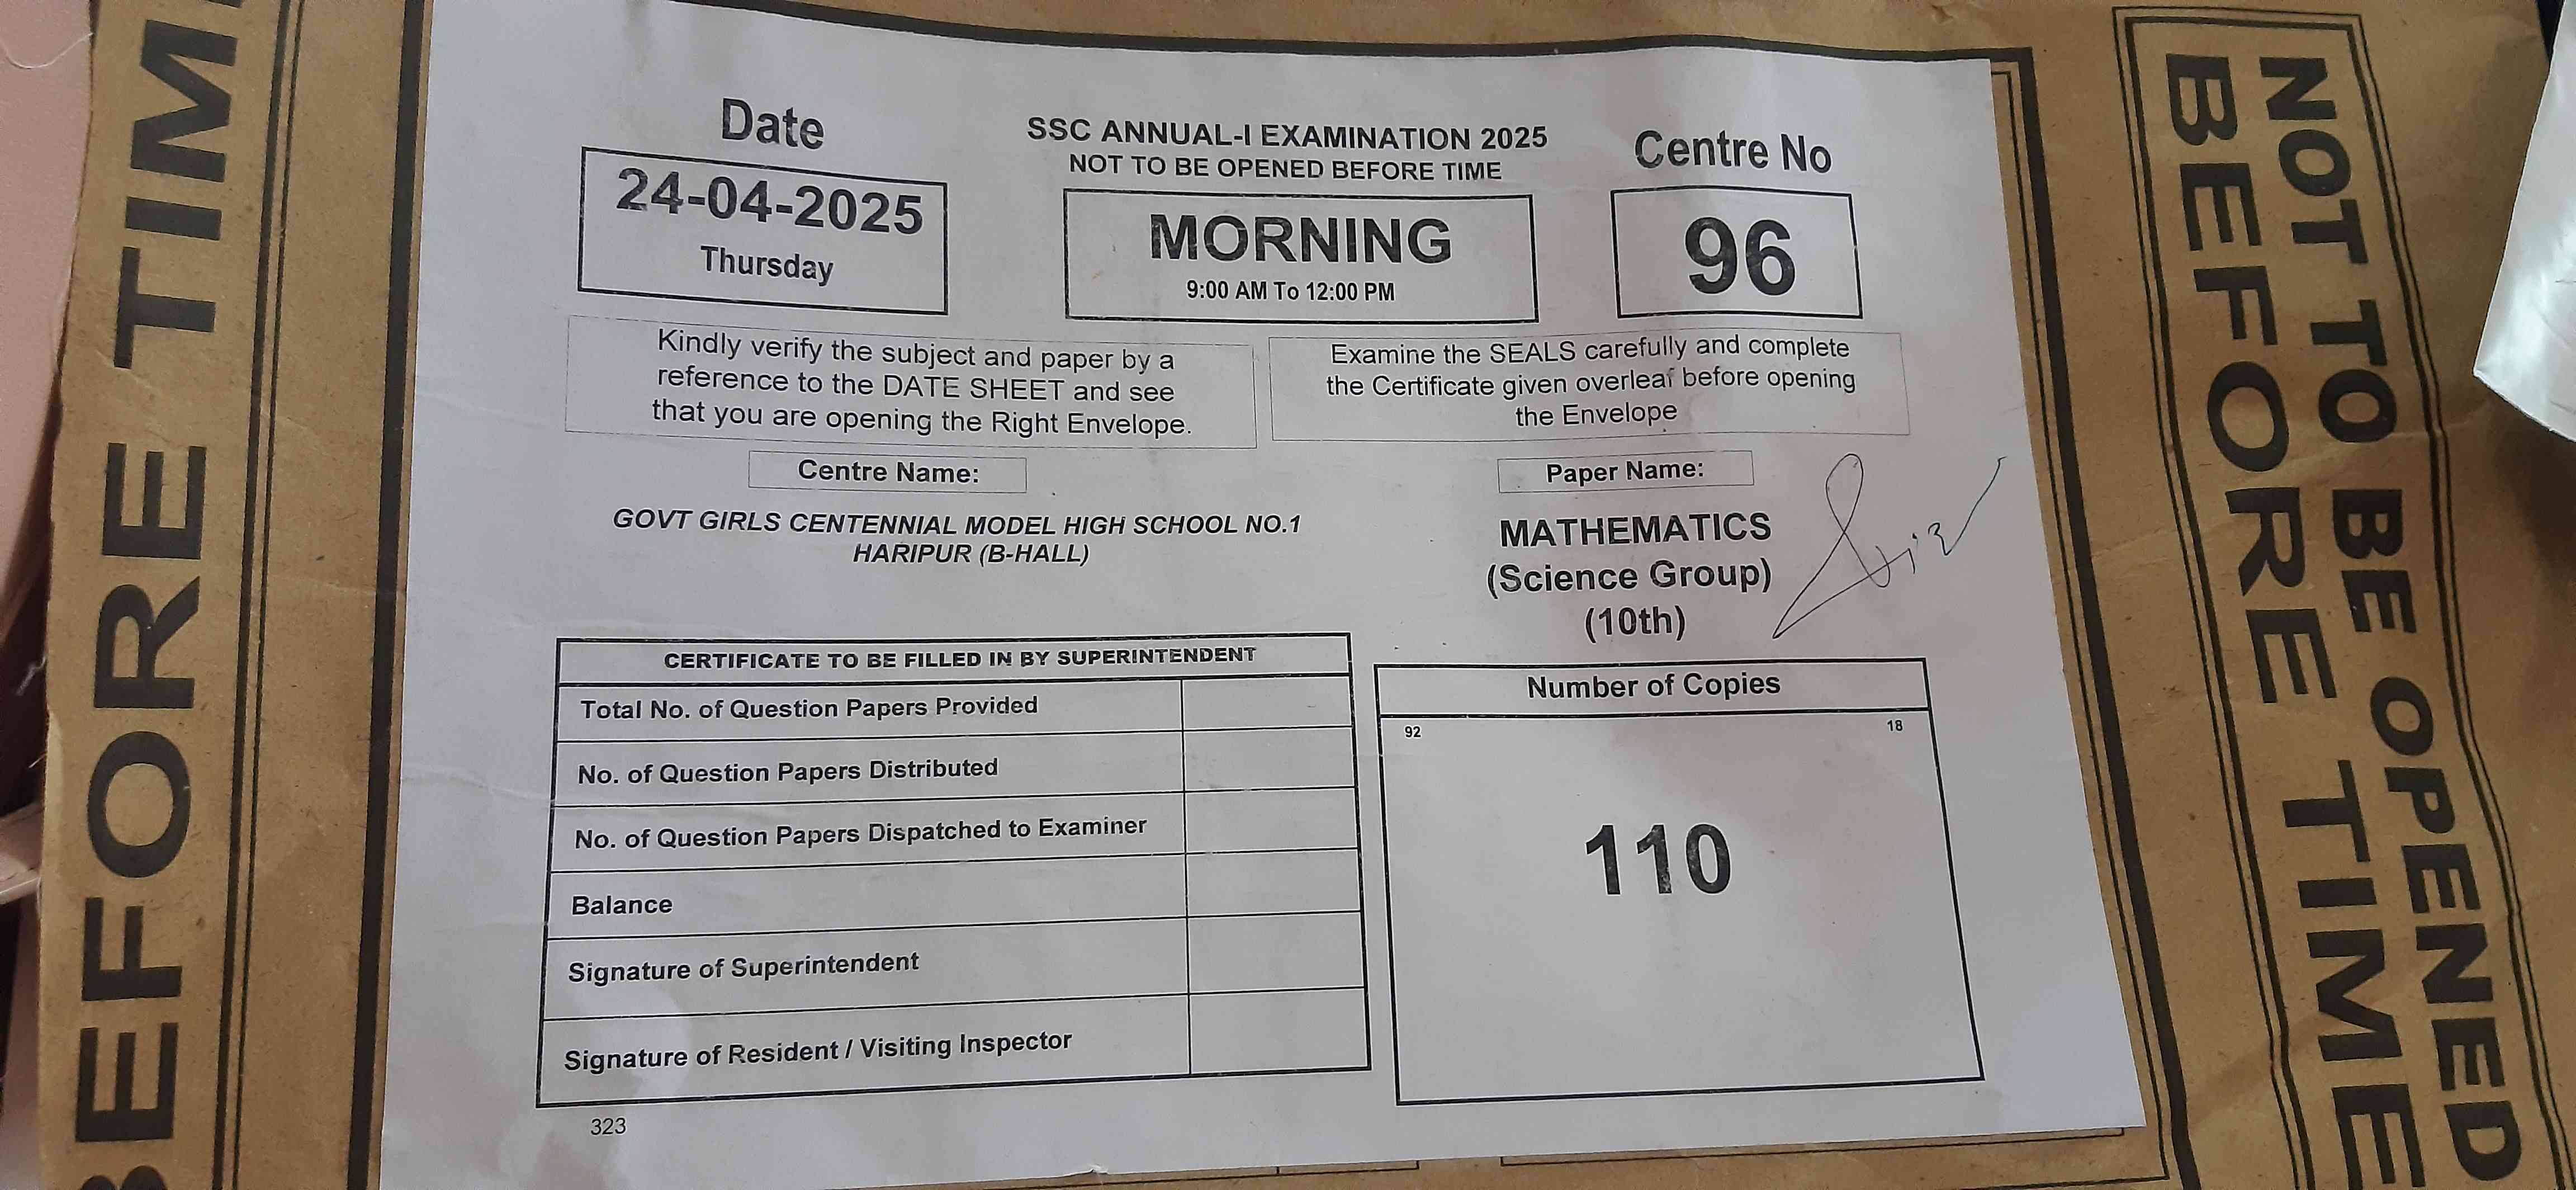 BEFORE TIM
Date
24-04-2025
Thursday
SSC ANNUAL-I EXAMINATION 2025
NOT TO BE OPENED BEFORE TIME
MORNING
9:00 AM To 12:00 PM
Centre No
96
Kindly verify the subject and paper by a
reference to the DATE SHEET and see
that you are opening the Right Envelope.
Examine the SEALS carefully and complete
the Certificate given overleaf before opening
the Envelope
Centre Name:
GOVT GIRLS CENTENNIAL MODEL HIGH SCHOOL NO.1
HARIPUR (B-HALL)
Paper Name:
MATHEMATICS
(Science Group)
(10th)
CERTIFICATE TO BE FILLED IN BY SUPERINTENDENT
Total No. of Question Papers Provided
No. of Question Papers Distributed
No. of Question Papers Dispatched to Examiner
Balance
Signature of Superintendent
Signature of Resident / Visiting Inspector
323
Number of Copies
92 18
110
NOT TO BE OPENED
BEFORE TIME